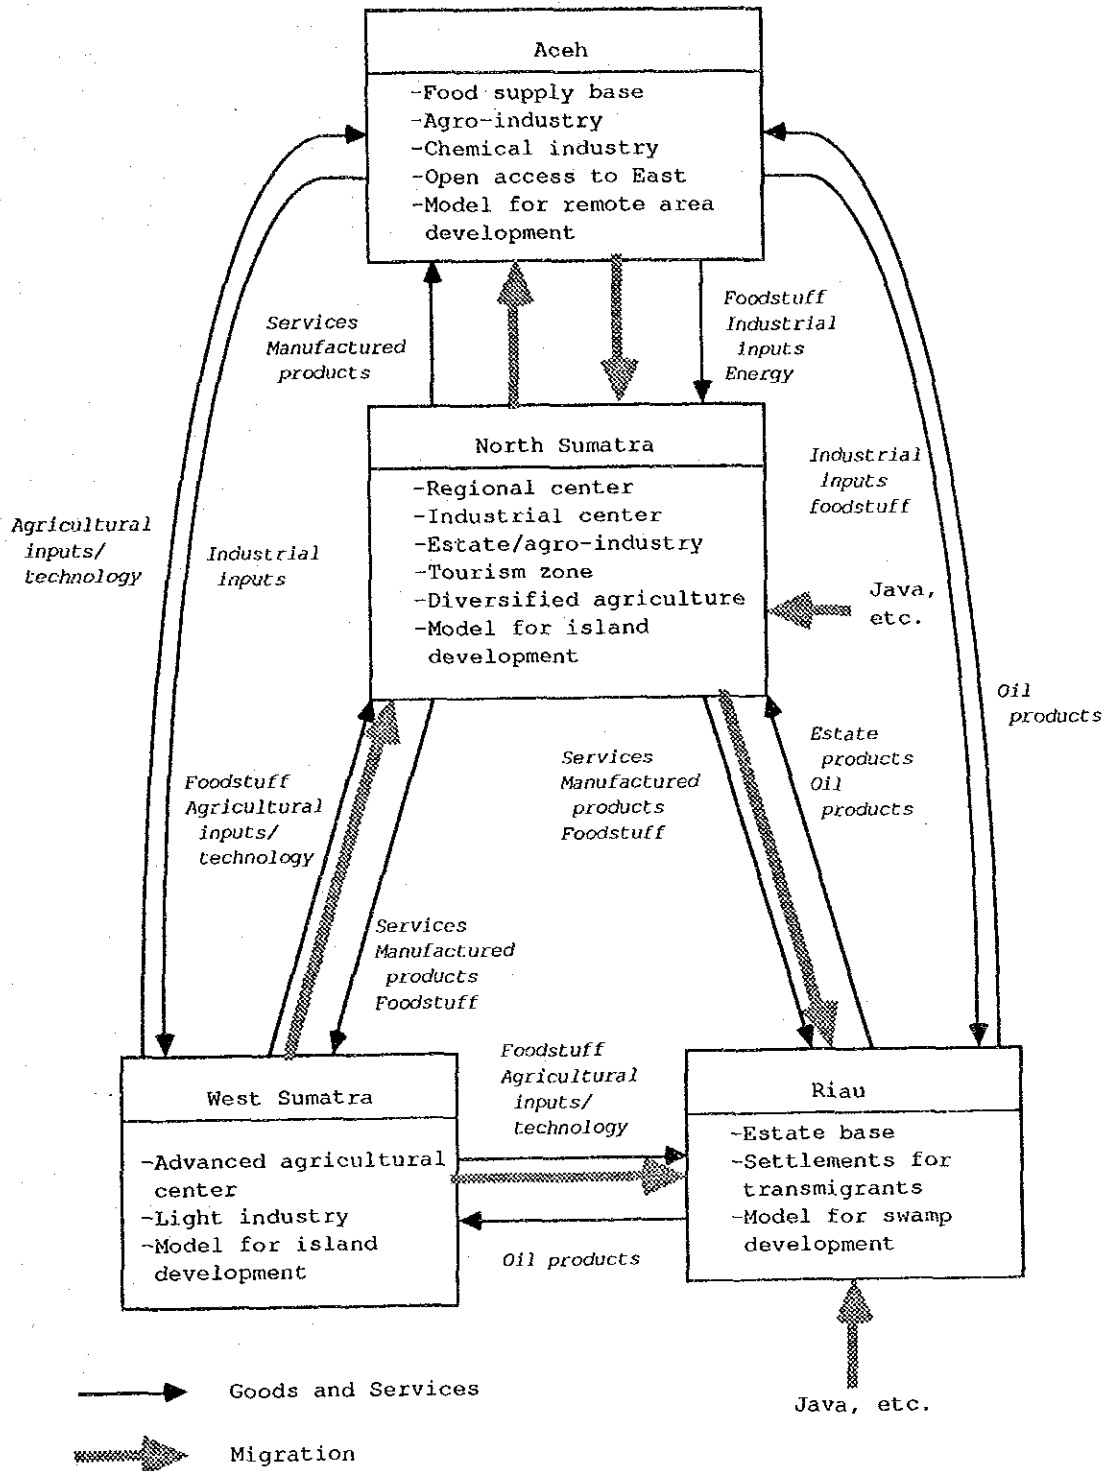 Aceh
-Food supply base
-Agro-industry
-Chemical industry
-Open access to East
-Model for remote area
development
Services
Manufactured
products
Foodstuff
Industrial
inputs
Energy
North Sumatra
-Regional center
-Industrial center
-Estate/agro-industry
-Tourism zone
-Diversified agriculture
-Model for island
development
Agricultural
inputs/
technology
Industrial
inputs
Industrial
inputs
foodstuff
Java,
etc.
Oil
products
Foodstuff
Agricultural
inputs/
technology
Services
Manufactured
products
Foodstuff
Services
Manufactured
products
Foodstuff
Estate
products
Oil
products
West Sumatra
-Advanced agricultural
center
-Light industry
-Model for island
development
Foodstuff
Agricultural
inputs/
technology
Oil products
Riau
-Estate base
-Settlements for
transmigrants
-Model for swamp
development
Java, etc.
Goods and Services
Migration